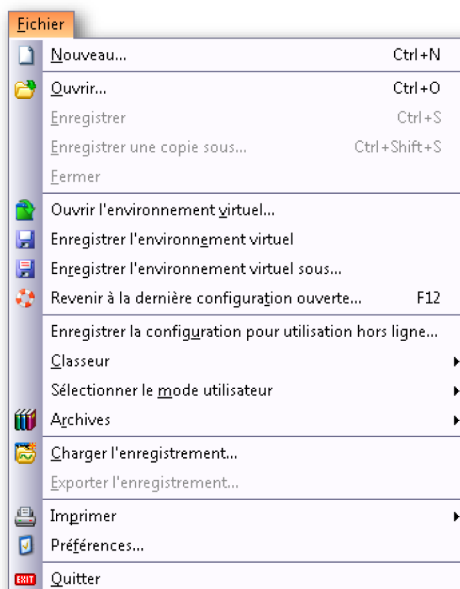 Fichier
Nouveau... Ctrl+N
Ouvrir... Ctrl+O
Enregistrer Ctrl+S
Enregistrer une copie sous... Ctrl+Shift+S
Fermer
Ouvrir l'environnement virtuel...
Enregistrer l'environnement virtuel
Enregistrer l'environnement virtuel sous...
Revenir à la dernière configuration ouverte... F12
Enregistrer la configuration pour utilisation hors ligne...
Classeur
Sélectionner le mode utilisateur
Archives
Charger l'enregistrement...
Exporter l'enregistrement...
Imprimer
Préférences...
EXIT Quitter